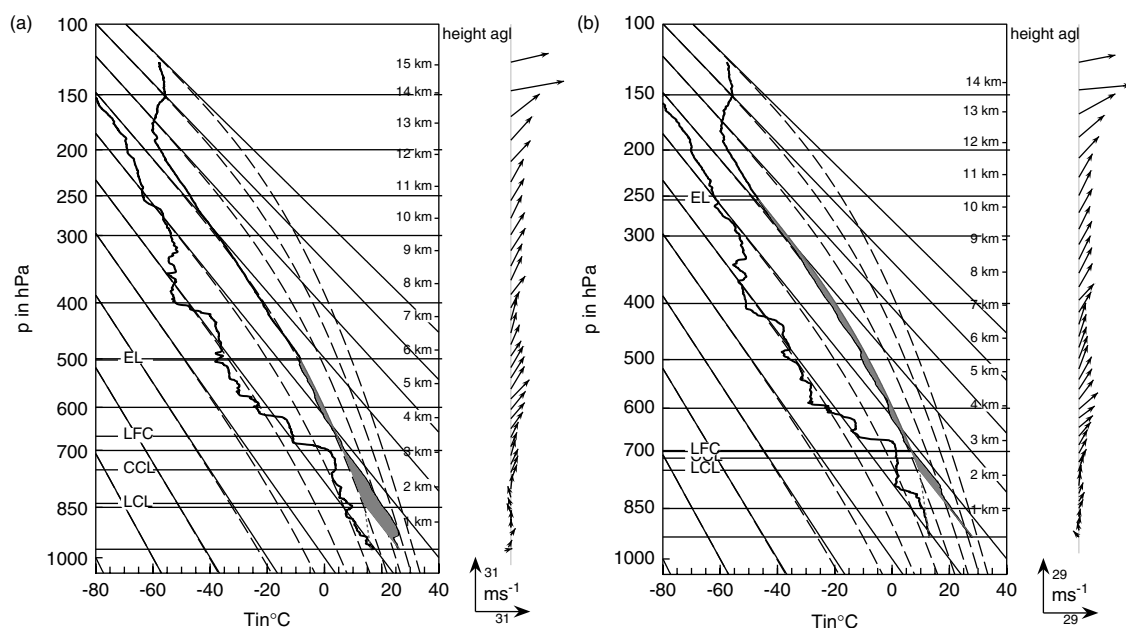 (a)
height agl
p in hPa
100
150
200
250
300
400
500
600
700
850
1000
15 km
14 km
13 km
12 km
11 km
10 km
9 km
8 km
7 km
6 km
5 km
4 km
3 km
2 km
1 km
EL
LFC
CCL
LCL
-80 -60 -40 -20 0 20 40
Tin°C
31
ms-1
31
(b)
height agl
p in hPa
100
150
200
250
300
400
500
600
700
850
1000
14 km
13 km
12 km
11 km
10 km
9 km
8 km
7 km
6 km
5 km
4 km
3 km
2 km
1 km
EL
LFC
CCL
LCL
-80 -60 -40 -20 0 20 40
Tin°C
29
ms-1
29